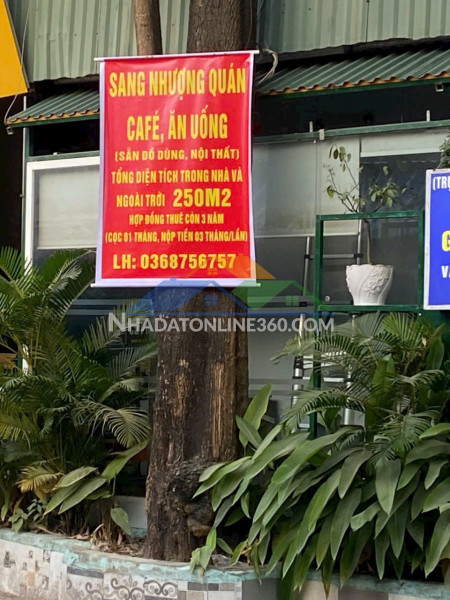 SANG NHƯỢNG QUÁN
CAFÉ, ĂN UỐNG
(SẴN ĐỒ DÙNG, NỘI THẤT)
TỔNG DIỆN TÍCH TRONG NHÀ VÀ
NGOÀI TRỜI 250M2
HỢP ĐỒNG THUÊ CÒN 3 NĂM
(CỌC 01 THÁNG, NỘP TIỀN 03 THÁNG/LẦN)
LH: 0368756757
NHADATONLINE360.COM
(TRỰ
G
VÀ